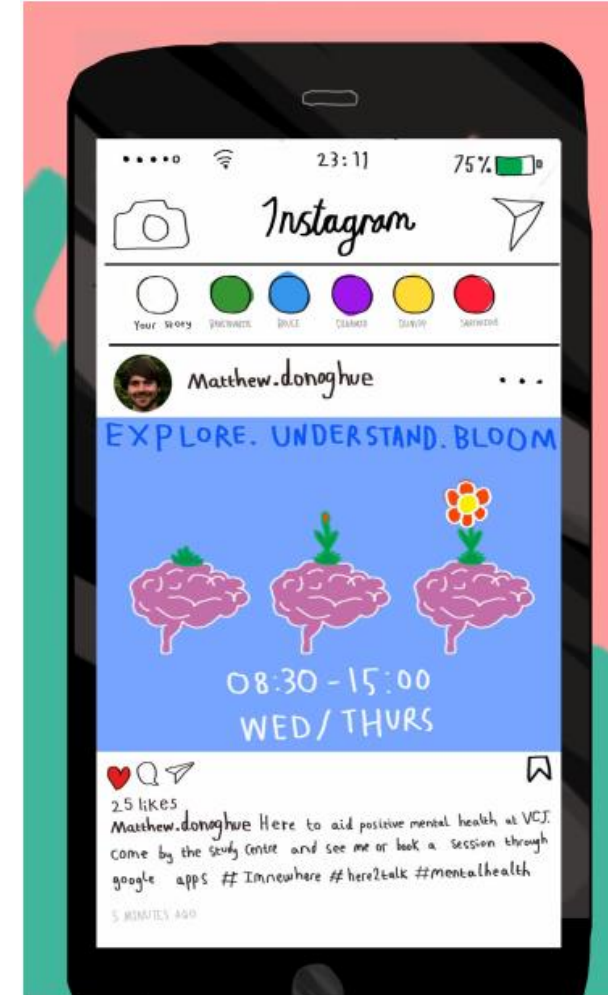 23:11 75%
Instagram
Your Story BRUCE
Matthew.donoghue
EXPLORE. UNDERSTAND. BLOOM
08:30 - 15:00
WED/THURS
25 likes
Matthew.donoghue Here to aid positive mental health at VCJ.
Come by the Study Centre and see me or book a session through
google apps # Imnewhere # here2talk #mentalhealth
5 MINUTES AGO